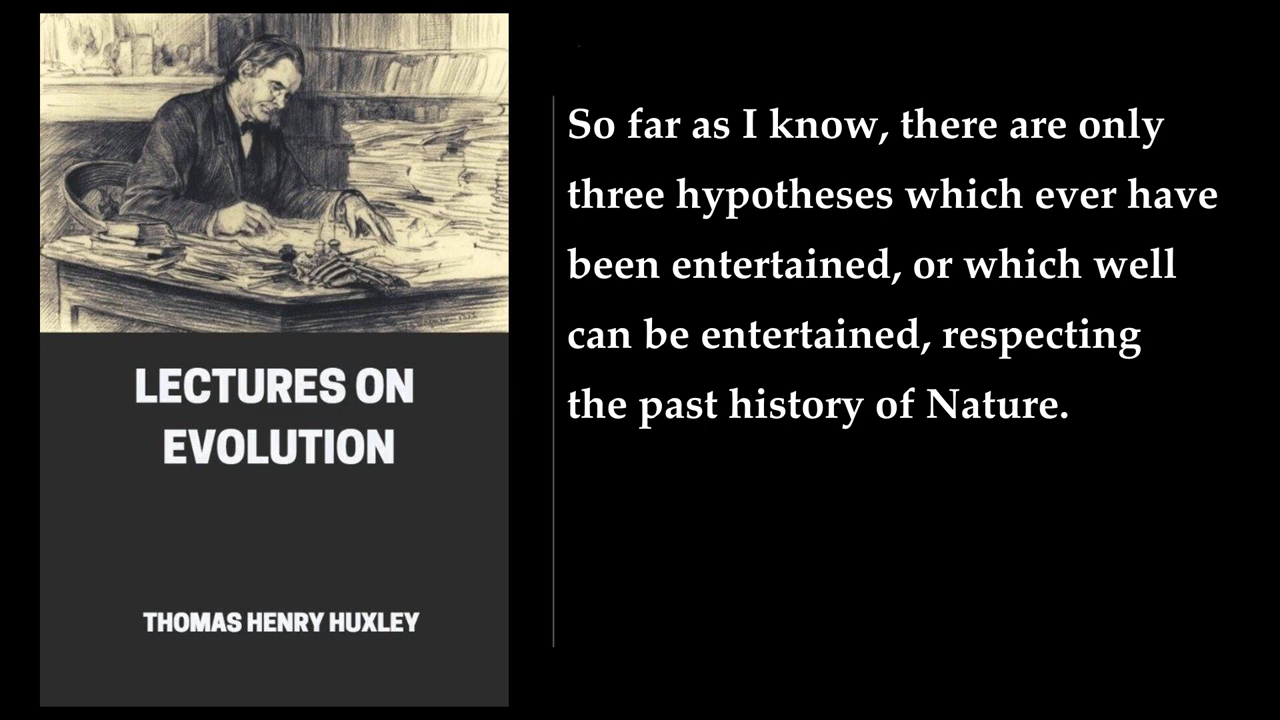 LECTURES ON
EVOLUTION
THOMAS HENRY HUXLEY
So far as I know, there are only
three hypotheses which ever have
been entertained, or which well
can be entertained, respecting
the past history of Nature.